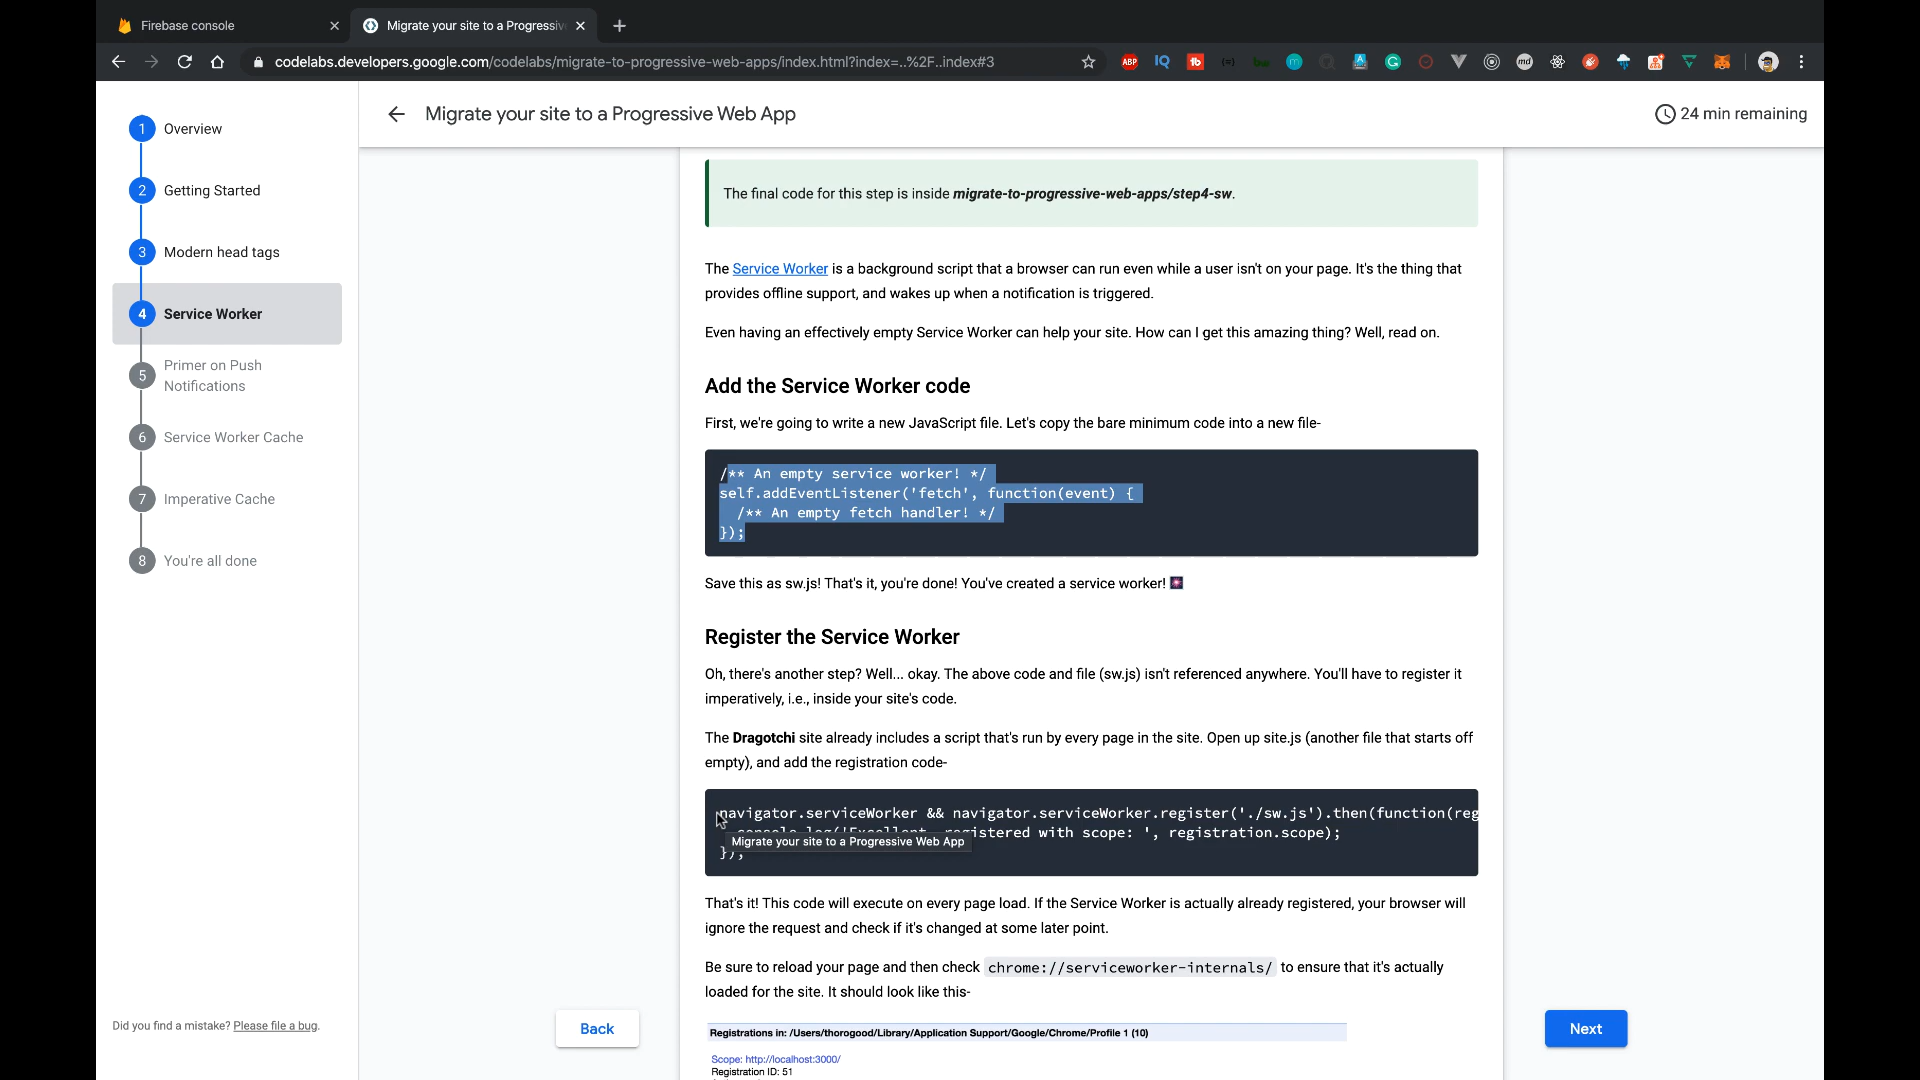 Firebase console
Migrate your site to a Progressiv
codelabs.developers.google.com/codelabs/migrate-to-progressive-web-apps/index.html?index=..%2F..index#3
ABP IQ tb {=} m md
Migrate your site to a Progressive Web App
24 min remaining
1 Overview
2 Getting Started
3 Modern head tags
4 Service Worker
5 Primer on Push
Notifications
6 Service Worker Cache
7 Imperative Cache
8 You're all done
Did you find a mistake? Please file a bug.
The final code for this step is inside migrate-to-progressive-web-apps/step4-sw.
The Service Worker is a background script that a browser can run even while a user isn't on your page. It's the thing that
provides offline support, and wakes up when a notification is triggered.
Even having an effectively empty Service Worker can help your site. How can I get this amazing thing? Well, read on.
Add the Service Worker code
First, we're going to write a new JavaScript file. Let's copy the bare minimum code into a new file-
/** An empty service worker! */
self.addEventListener('fetch', function(event) {
/** An empty fetch handler! */
});
Save this as sw.js! That's it, you're done! You've created a service worker!
Register the Service Worker
Oh, there's another step? Well... okay. The above code and file (sw.js) isn't referenced anywhere. You'll have to register it
imperatively, i.e., inside your site's code.
The Dragotchi site already includes a script that's run by every page in the site. Open up site.js (another file that starts off
empty), and add the registration code-
navigator.serviceWorker && navigator.serviceWorker.register('./sw.js').then(function(reg
console.log('Excellent, registered with scope: ', registration.scope);
Migrate your site to a Progressive Web App
});
That's it! This code will execute on every page load. If the Service Worker is actually already registered, your browser will
ignore the request and check if it's changed at some later point.
Be sure to reload your page and then check chrome://serviceworker-internals/ to ensure that it's actually
loaded for the site. It should look like this-
Registrations in: /Users/thorogood/Library/Application Support/Google/Chrome/Profile 1 (10)
Scope: http://localhost:3000/
Registration ID: 51
Back
Next